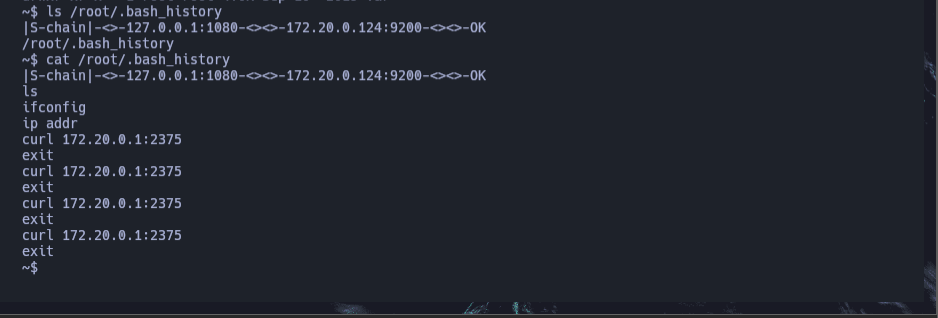 ~$ ls /root/.bash_history
|S-chain|-<>-127.0.0.1:1080-<><>-172.20.0.124:9200-<><>-OK
/root/.bash_history
~$ cat /root/.bash_history
|S-chain|-<>-127.0.0.1:1080-<><>-172.20.0.124:9200-<><>-OK
ls
ifconfig
ip addr
curl 172.20.0.1:2375
exit
curl 172.20.0.1:2375
exit
curl 172.20.0.1:2375
exit
curl 172.20.0.1:2375
exit
~$